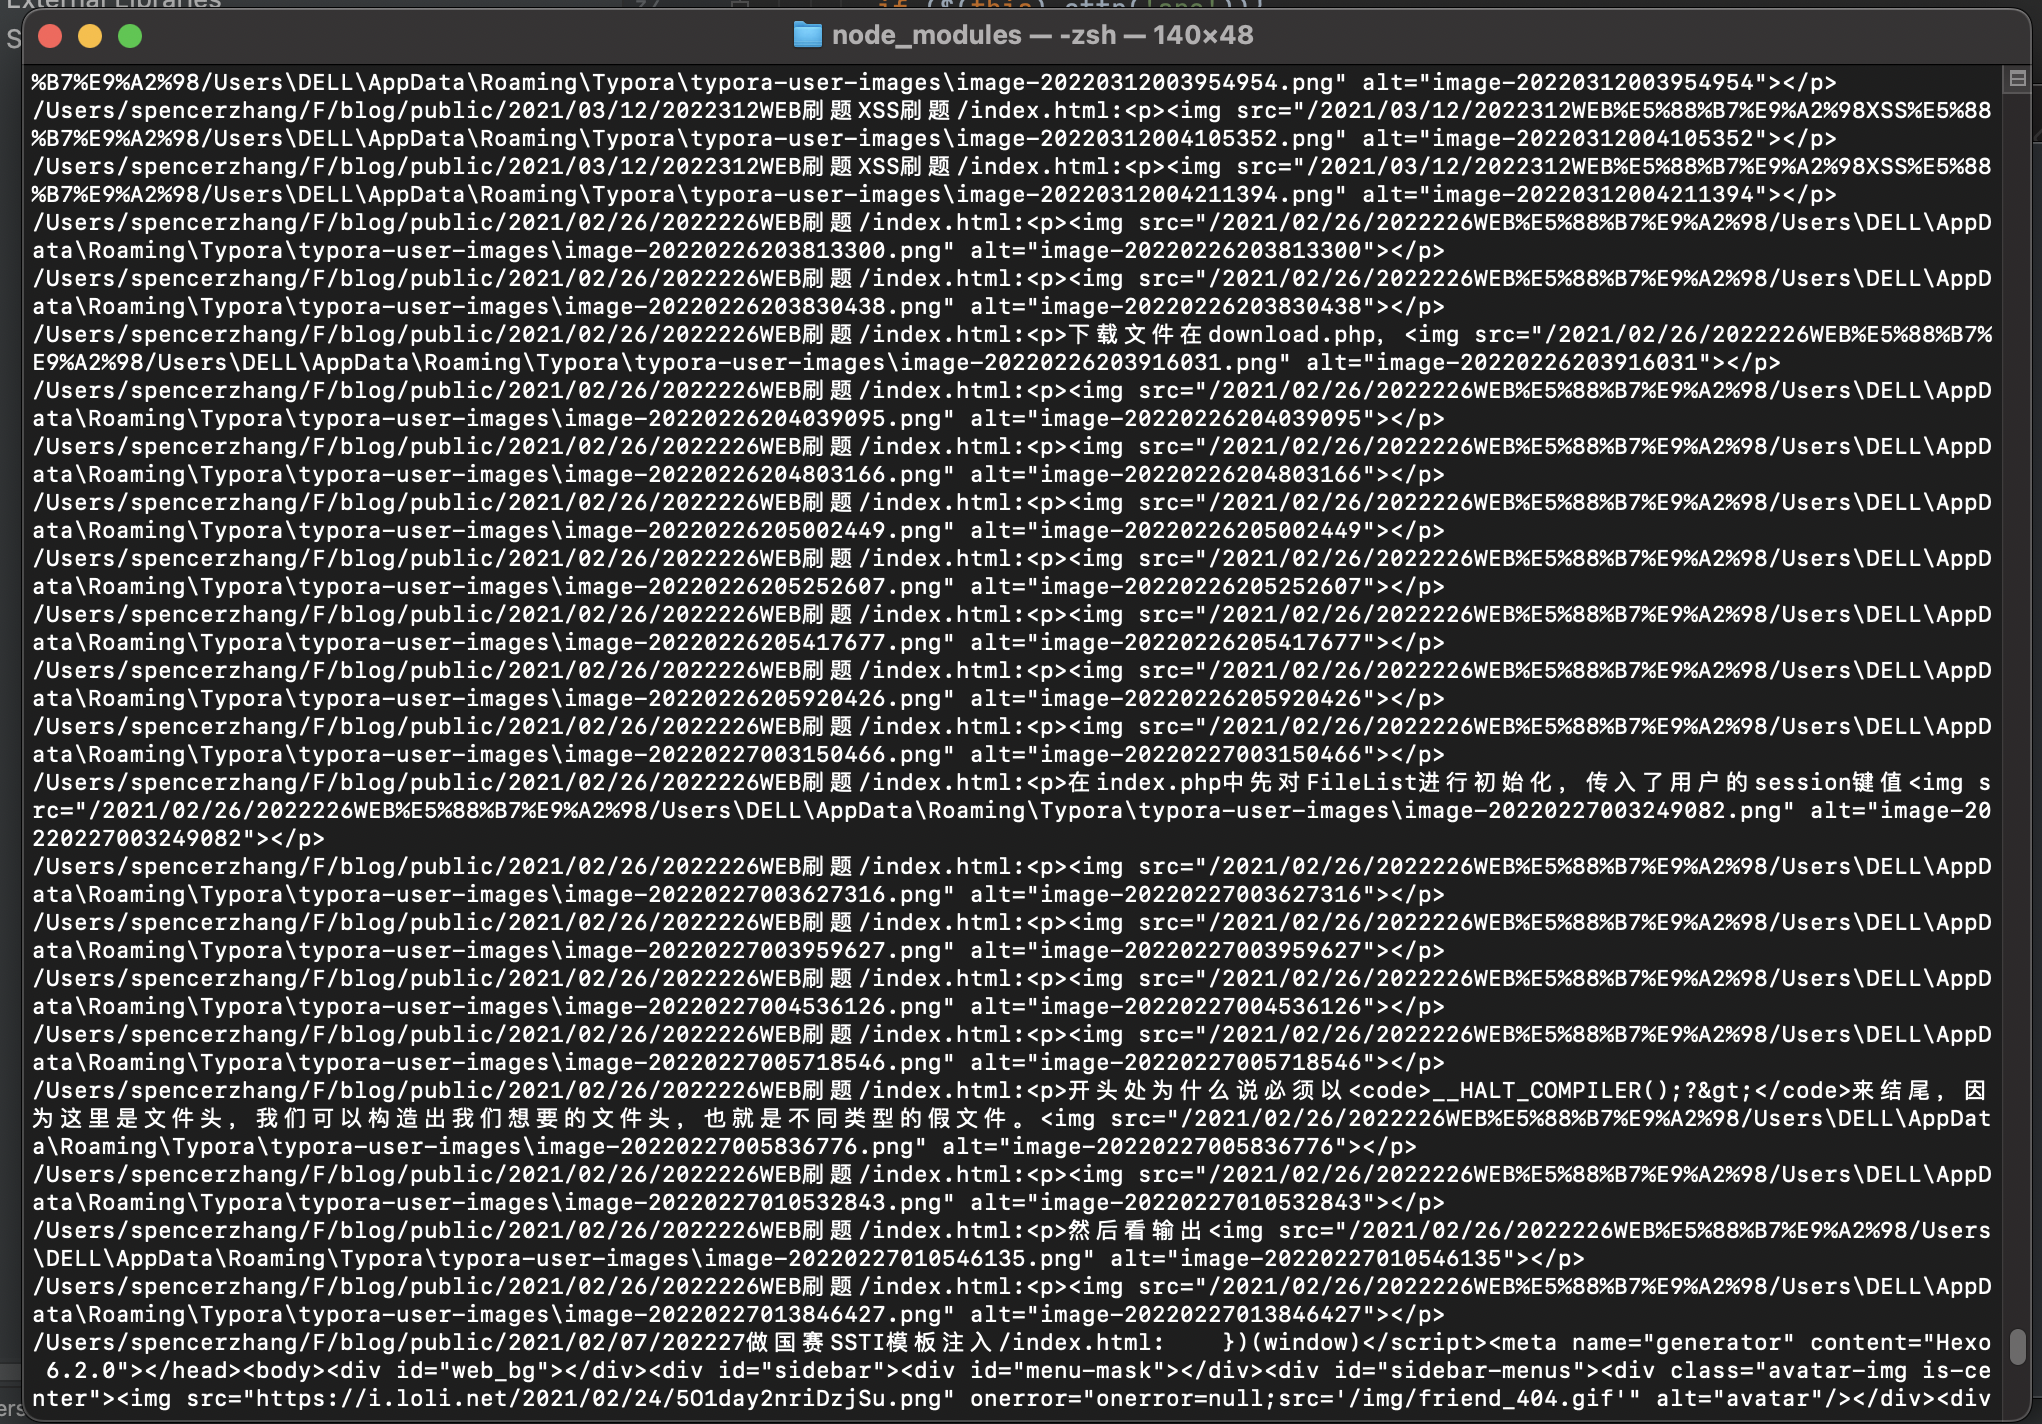 External Libraries
node_modules — -zsh — 140×48
%B7%E9%A2%98/Users\DELL\AppData\Roaming\Typora\typora-user-images\image-20220312003954954.png" alt="image-20220312003954954"></p>
/Users/spencerzhang/F/blog/public/2021/03/12/2022312WEB刷题XSS刷题/index.html:<p><img src="/2021/03/12/2022312WEB%E5%88%B7%E9%A2%98XSS%E5%88
%B7%E9%A2%98/Users\DELL\AppData\Roaming\Typora\typora-user-images\image-20220312004105352.png" alt="image-20220312004105352"></p>
/Users/spencerzhang/F/blog/public/2021/03/12/2022312WEB刷题XSS刷题/index.html:<p><img src="/2021/03/12/2022312WEB%E5%88%B7%E9%A2%98XSS%E5%88
%B7%E9%A2%98/Users\DELL\AppData\Roaming\Typora\typora-user-images\image-20220312004211394.png" alt="image-20220312004211394"></p>
/Users/spencerzhang/F/blog/public/2021/02/26/2022226WEB刷题/index.html:<p><img src="/2021/02/26/2022226WEB%E5%88%B7%E9%A2%98/Users\DELL\AppD
ata\Roaming\Typora\typora-user-images\image-20220226203813300.png" alt="image-20220226203813300"></p>
/Users/spencerzhang/F/blog/public/2021/02/26/2022226WEB刷题/index.html:<p><img src="/2021/02/26/2022226WEB%E5%88%B7%E9%A2%98/Users\DELL\AppD
ata\Roaming\Typora\typora-user-images\image-20220226203830438.png" alt="image-20220226203830438"></p>
/Users/spencerzhang/F/blog/public/2021/02/26/2022226WEB刷题/index.html:<p>下载文件在download.php，<img src="/2021/02/26/2022226WEB%E5%88%B7%
E9%A2%98/Users\DELL\AppData\Roaming\Typora\typora-user-images\image-20220226203916031.png" alt="image-20220226203916031"></p>
/Users/spencerzhang/F/blog/public/2021/02/26/2022226WEB刷题/index.html:<p><img src="/2021/02/26/2022226WEB%E5%88%B7%E9%A2%98/Users\DELL\AppD
ata\Roaming\Typora\typora-user-images\image-20220226204039095.png" alt="image-20220226204039095"></p>
/Users/spencerzhang/F/blog/public/2021/02/26/2022226WEB刷题/index.html:<p><img src="/2021/02/26/2022226WEB%E5%88%B7%E9%A2%98/Users\DELL\AppD
ata\Roaming\Typora\typora-user-images\image-20220226204803166.png" alt="image-20220226204803166"></p>
/Users/spencerzhang/F/blog/public/2021/02/26/2022226WEB刷题/index.html:<p><img src="/2021/02/26/2022226WEB%E5%88%B7%E9%A2%98/Users\DELL\AppD
ata\Roaming\Typora\typora-user-images\image-20220226205002449.png" alt="image-20220226205002449"></p>
/Users/spencerzhang/F/blog/public/2021/02/26/2022226WEB刷题/index.html:<p><img src="/2021/02/26/2022226WEB%E5%88%B7%E9%A2%98/Users\DELL\AppD
ata\Roaming\Typora\typora-user-images\image-20220226205252607.png" alt="image-20220226205252607"></p>
/Users/spencerzhang/F/blog/public/2021/02/26/2022226WEB刷题/index.html:<p><img src="/2021/02/26/2022226WEB%E5%88%B7%E9%A2%98/Users\DELL\AppD
ata\Roaming\Typora\typora-user-images\image-20220226205417677.png" alt="image-20220226205417677"></p>
/Users/spencerzhang/F/blog/public/2021/02/26/2022226WEB刷题/index.html:<p><img src="/2021/02/26/2022226WEB%E5%88%B7%E9%A2%98/Users\DELL\AppD
ata\Roaming\Typora\typora-user-images\image-20220226205920426.png" alt="image-20220226205920426"></p>
/Users/spencerzhang/F/blog/public/2021/02/26/2022226WEB刷题/index.html:<p><img src="/2021/02/26/2022226WEB%E5%88%B7%E9%A2%98/Users\DELL\AppD
ata\Roaming\Typora\typora-user-images\image-20220227003150466.png" alt="image-20220227003150466"></p>
/Users/spencerzhang/F/blog/public/2021/02/26/2022226WEB刷题/index.html:<p>在index.php中先对FileList进行初始化，传入了用户的session键值<img s
rc="/2021/02/26/2022226WEB%E5%88%B7%E9%A2%98/Users\DELL\AppData\Roaming\Typora\typora-user-images\image-20220227003249082.png" alt="image-20
220227003249082"></p>
/Users/spencerzhang/F/blog/public/2021/02/26/2022226WEB刷题/index.html:<p><img src="/2021/02/26/2022226WEB%E5%88%B7%E9%A2%98/Users\DELL\AppD
ata\Roaming\Typora\typora-user-images\image-20220227003627316.png" alt="image-20220227003627316"></p>
/Users/spencerzhang/F/blog/public/2021/02/26/2022226WEB刷题/index.html:<p><img src="/2021/02/26/2022226WEB%E5%88%B7%E9%A2%98/Users\DELL\AppD
ata\Roaming\Typora\typora-user-images\image-20220227003959627.png" alt="image-20220227003959627"></p>
/Users/spencerzhang/F/blog/public/2021/02/26/2022226WEB刷题/index.html:<p><img src="/2021/02/26/2022226WEB%E5%88%B7%E9%A2%98/Users\DELL\AppD
ata\Roaming\Typora\typora-user-images\image-20220227004536126.png" alt="image-20220227004536126"></p>
/Users/spencerzhang/F/blog/public/2021/02/26/2022226WEB刷题/index.html:<p><img src="/2021/02/26/2022226WEB%E5%88%B7%E9%A2%98/Users\DELL\AppD
ata\Roaming\Typora\typora-user-images\image-20220227005718546.png" alt="image-20220227005718546"></p>
/Users/spencerzhang/F/blog/public/2021/02/26/2022226WEB刷题/index.html:<p>开头处为什么说必须以<code>__HALT_COMPILER();?&gt;</code>来结尾，因
为这里是文件头，我们可以构造出我们想要的文件头，也就是不同类型的假文件。<img src="/2021/02/26/2022226WEB%E5%88%B7%E9%A2%98/Users\DELL\AppDat
a\Roaming\Typora\typora-user-images\image-20220227005836776.png" alt="image-20220227005836776"></p>
/Users/spencerzhang/F/blog/public/2021/02/26/2022226WEB刷题/index.html:<p><img src="/2021/02/26/2022226WEB%E5%88%B7%E9%A2%98/Users\DELL\AppD
ata\Roaming\Typora\typora-user-images\image-20220227010532843.png" alt="image-20220227010532843"></p>
/Users/spencerzhang/F/blog/public/2021/02/26/2022226WEB刷题/index.html:<p>然后看输出<img src="/2021/02/26/2022226WEB%E5%88%B7%E9%A2%98/Users
\DELL\AppData\Roaming\Typora\typora-user-images\image-20220227010546135.png" alt="image-20220227010546135"></p>
/Users/spencerzhang/F/blog/public/2021/02/26/2022226WEB刷题/index.html:<p><img src="/2021/02/26/2022226WEB%E5%88%B7%E9%A2%98/Users\DELL\AppD
ata\Roaming\Typora\typora-user-images\image-20220227013846427.png" alt="image-20220227013846427"></p>
/Users/spencerzhang/F/blog/public/2021/02/07/202227做国赛SSTI模板注入/index.html:    })(window)</script><meta name="generator" content="Hexo
 6.2.0"></head><body><div id="web_bg"></div><div id="sidebar"><div id="menu-mask"></div><div id="sidebar-menus"><div class="avatar-img is-ce
nter"><img src="https://i.loli.net/2021/02/24/5O1day2nriDzjSu.png" onerror="onerror=null;src='/img/friend_404.gif'" alt="avatar"/></div><div